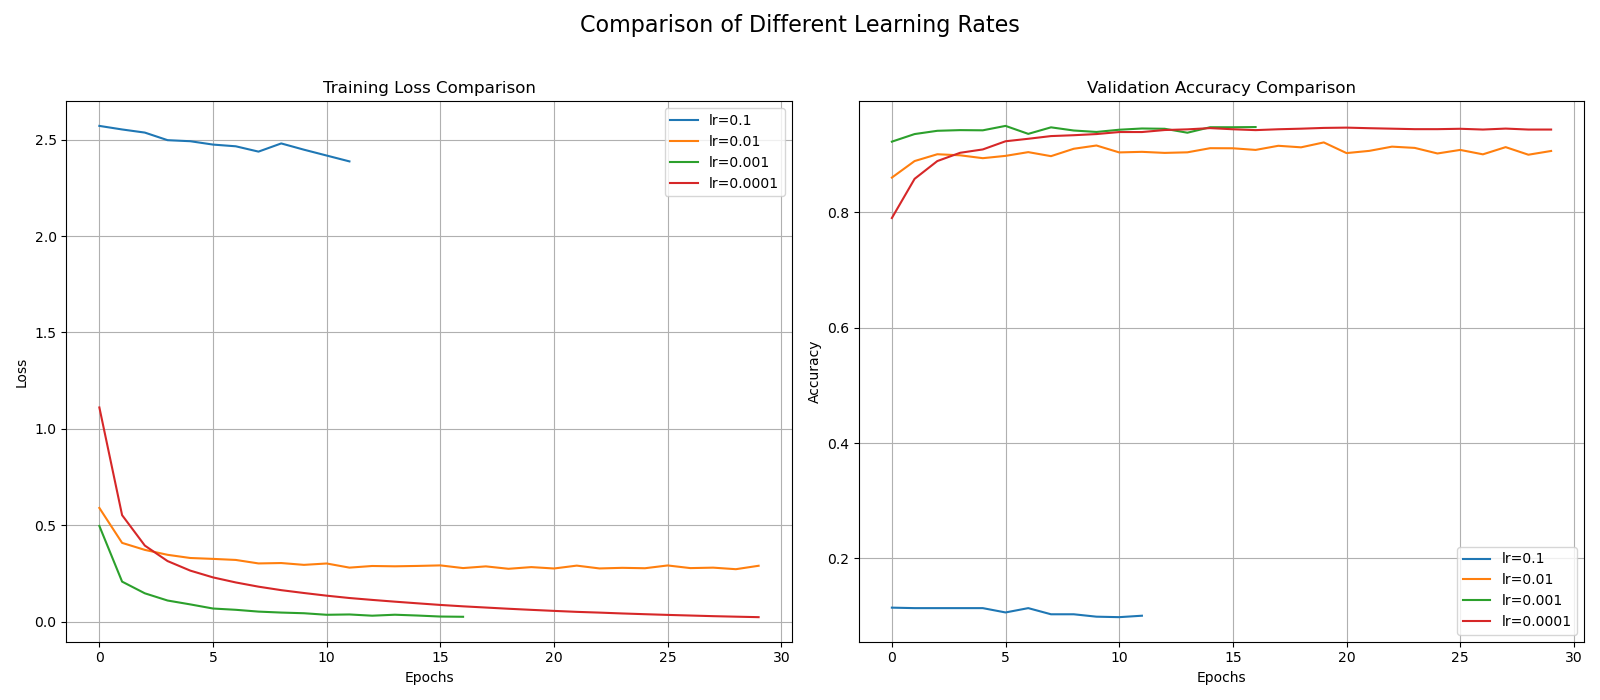 Comparison of Different Learning Rates
Training Loss Comparison
2.5
2.0
1.5
1.0
0.5
0.0
Loss
0 5 10 15 20 25 30
Epochs
lr=0.1
lr=0.01
lr=0.001
lr=0.0001
Validation Accuracy Comparison
0.8
0.6
0.4
0.2
Accuracy
0 5 10 15 20 25 30
Epochs
lr=0.1
lr=0.01
lr=0.001
lr=0.0001